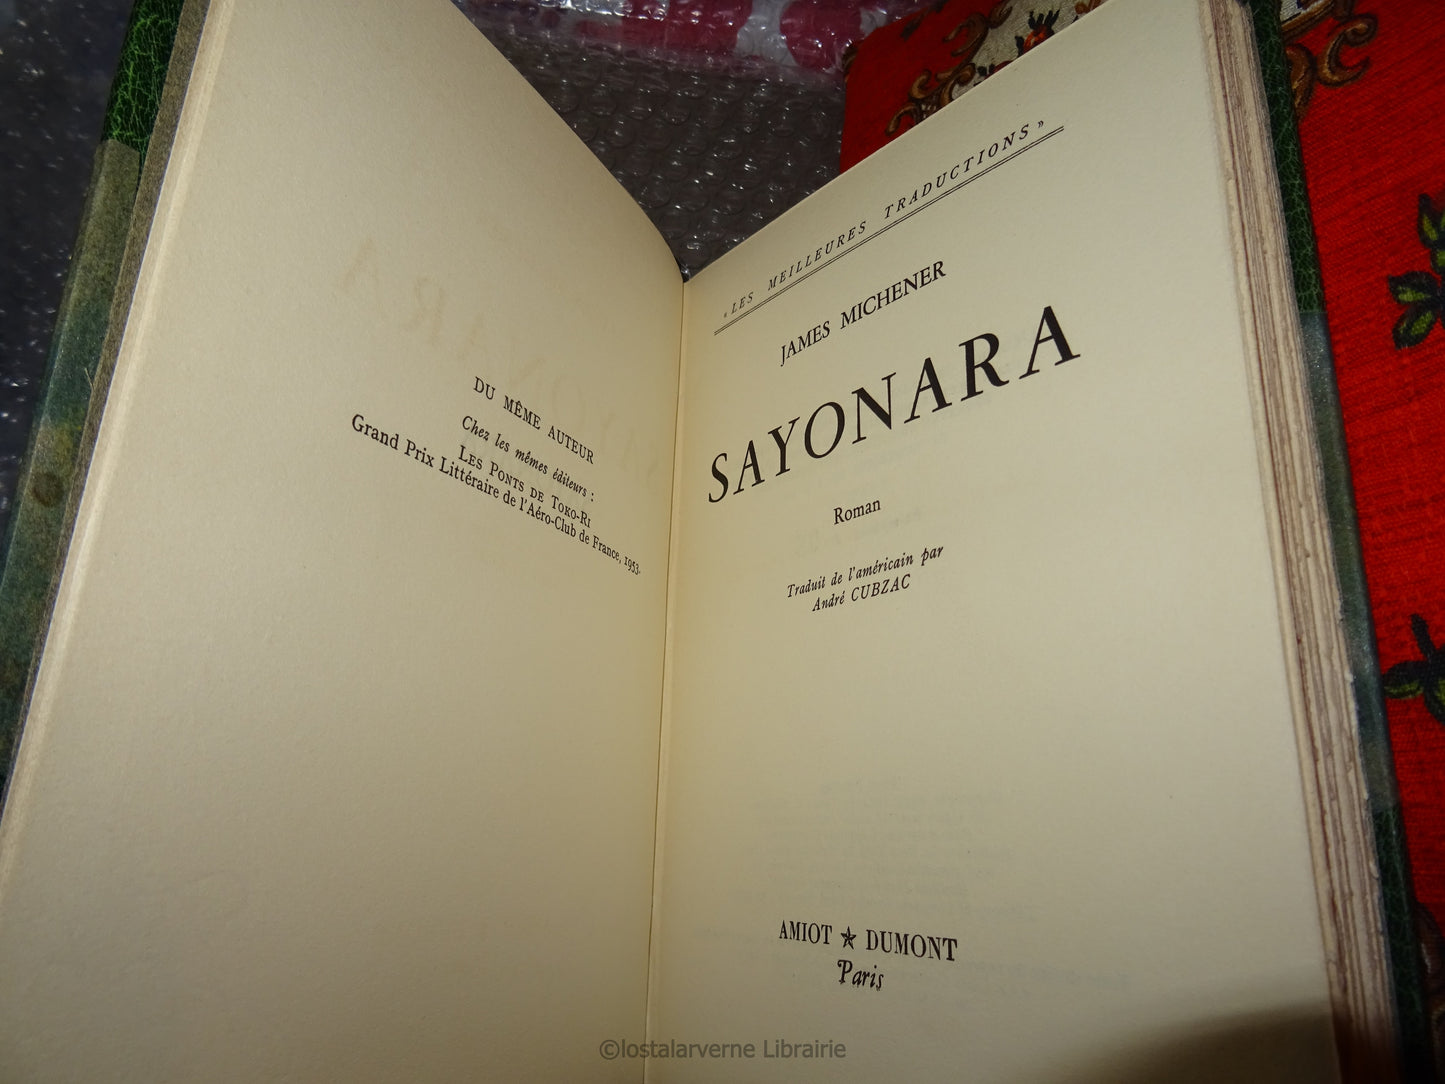 DU MÊME AUTEUR
Chez les mêmes éditeurs :
LES PONTS DE TOKO-RI
Grand Prix Littéraire de l'Aéro-Club de France, 1953.
« LES MEILLEURES TRADUCTIONS »
JAMES MICHENER
SAYONARA
Roman
Traduit de l'américain par
André CUBZAC
AMIOT ★ DUMONT
Paris
©lostalarverne Librairie